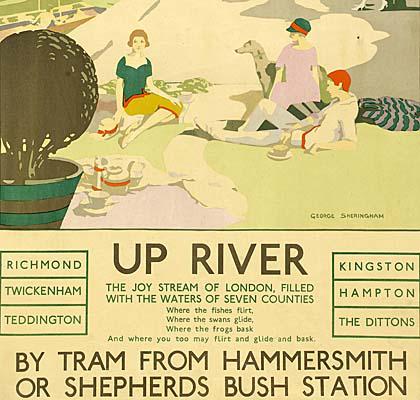 GEORGE SHERINGHAM
RICHMOND
TWICKENHAM
TEDDINGTON
UP RIVER
THE JOY STREAM OF LONDON, FILLED
WITH THE WATERS OF SEVEN COUNTIES
Where the fishes flirt,
Where the swans glide,
Where the frogs bask
And where you too may flirt and glide and bask.
KINGSTON
HAMPTON
THE DITTONS
BY TRAM FROM HAMMERSMITH
OR SHEPHERDS BUSH STATION